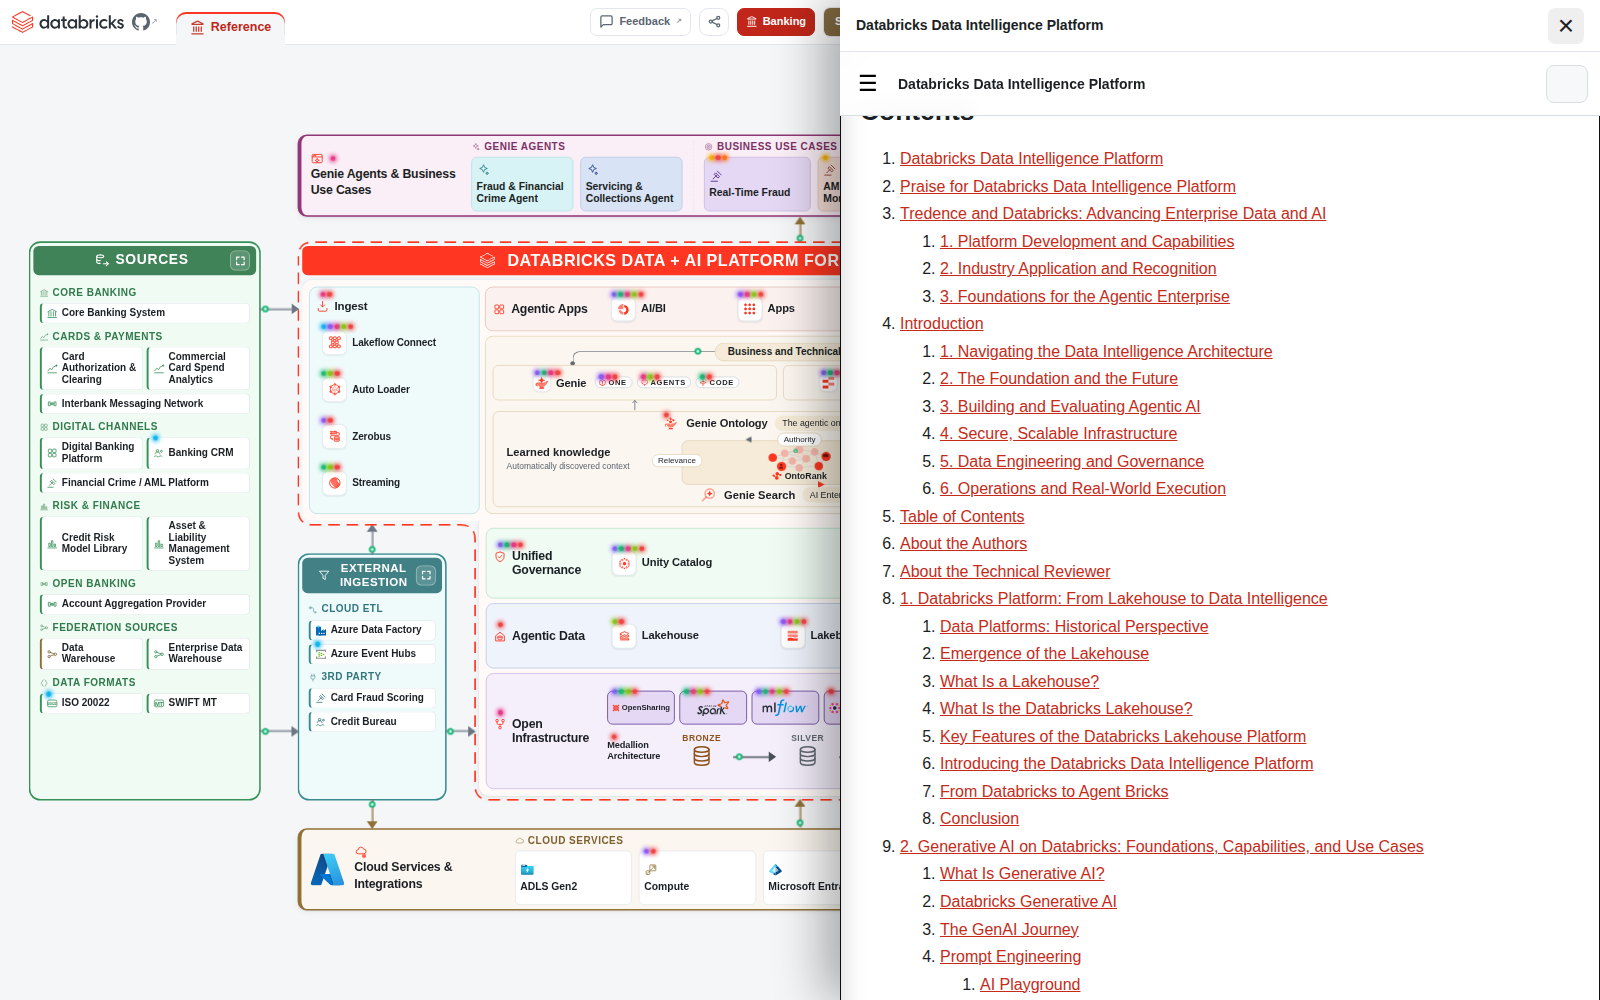 databricks
Reference
Feedback
Banking
Genie Agents & Business
Use Cases
GENIE AGENTS
Fraud & Financial
Crime Agent
Servicing &
Collections Agent
BUSINESS USE CASES
Real-Time Fraud
SOURCES
CORE BANKING
Core Banking System
CARDS & PAYMENTS
Card
Authorization &
Clearing
Commercial
Card Spend
Analytics
Interbank Messaging Network
DIGITAL CHANNELS
Digital Banking
Platform
Banking CRM
Financial Crime / AML Platform
RISK & FINANCE
Credit Risk
Model Library
Asset &
Liability
Management
System
OPEN BANKING
Account Aggregation Provider
FEDERATION SOURCES
Data
Warehouse
Enterprise Data
Warehouse
DATA FORMATS
ISO 20022
SWIFT MT
DATABRICKS DATA + AI PLATFORM FOR
Ingest
Lakeflow Connect
Auto Loader
Zerobus
Streaming
Agentic Apps
AI/BI
Apps
Business and Technical
Genie
ONE
AGENTS
CODE
Genie Ontology
The agentic on
Learned knowledge
Automatically discovered context
Authority
Relevance
OntoRank
Genie Search
AI Enter
Unified
Governance
Unity Catalog
Agentic Data
Lakehouse
Lakeb
Open
Infrastructure
OpenSharing
Spark
mlflow
Medallion
Architecture
BRONZE
SILVER
EXTERNAL
INGESTION
CLOUD ETL
Azure Data Factory
Azure Event Hubs
3RD PARTY
Card Fraud Scoring
Credit Bureau
Cloud Services &
Integrations
CLOUD SERVICES
ADLS Gen2
Compute
Microsoft Entra
Databricks Data Intelligence Platform
Databricks Data Intelligence Platform
Contents
1. Databricks Data Intelligence Platform
2. Praise for Databricks Data Intelligence Platform
3. Tredence and Databricks: Advancing Enterprise Data and AI
1. 1. Platform Development and Capabilities
2. 2. Industry Application and Recognition
3. 3. Foundations for the Agentic Enterprise
4. Introduction
1. 1. Navigating the Data Intelligence Architecture
2. 2. The Foundation and the Future
3. 3. Building and Evaluating Agentic AI
4. 4. Secure, Scalable Infrastructure
5. 5. Data Engineering and Governance
6. 6. Operations and Real-World Execution
5. Table of Contents
6. About the Authors
7. About the Technical Reviewer
8. 1. Databricks Platform: From Lakehouse to Data Intelligence
1. Data Platforms: Historical Perspective
2. Emergence of the Lakehouse
3. What Is a Lakehouse?
4. What Is the Databricks Lakehouse?
5. Key Features of the Databricks Lakehouse Platform
6. Introducing the Databricks Data Intelligence Platform
7. From Databricks to Agent Bricks
8. Conclusion
9. 2. Generative AI on Databricks: Foundations, Capabilities, and Use Cases
1. What Is Generative AI?
2. Databricks Generative AI
3. The GenAI Journey
4. Prompt Engineering
1. AI Playground